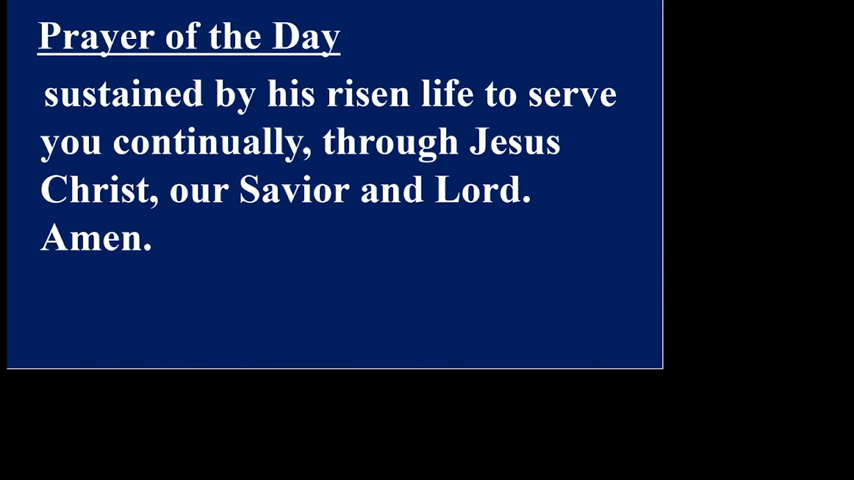 Prayer of the Day
sustained by his risen life to serve
you continually, through Jesus
Christ, our Savior and Lord.
Amen.